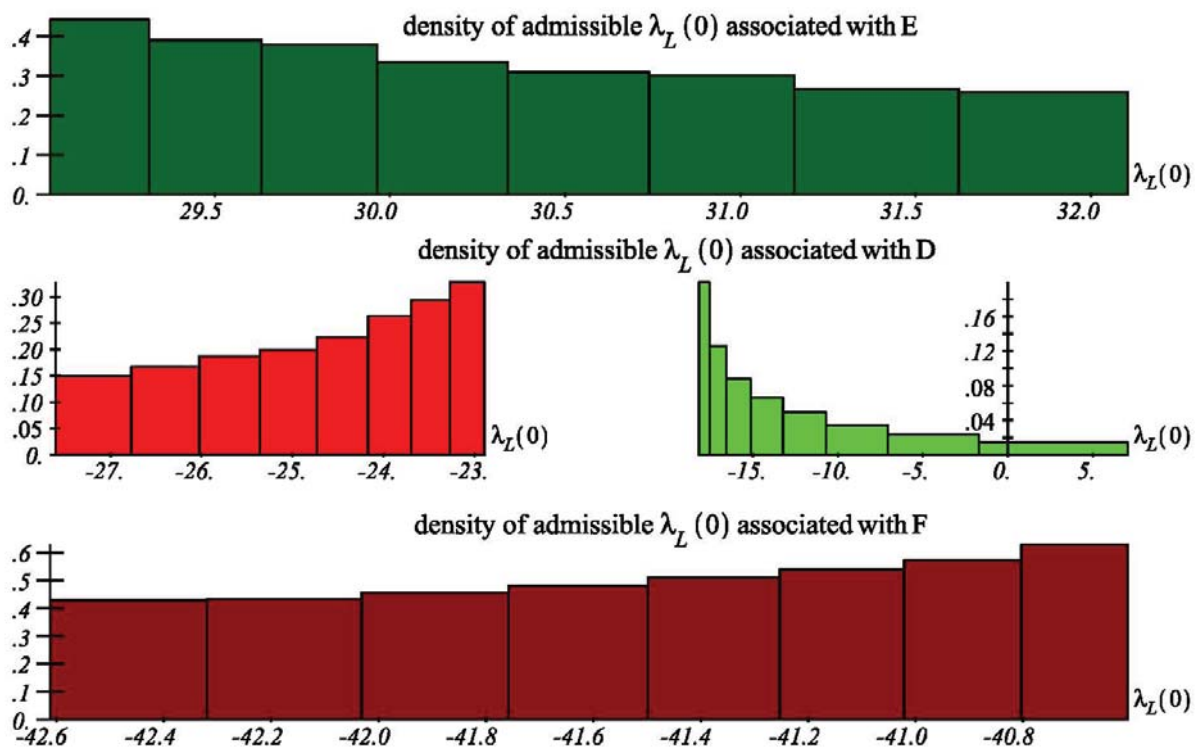 density of admissible λ_L (0) associated with E
.4
.3
.2
.1
0.
λ_L(0)
29.5 30.0 30.5 31.0 31.5 32.0
density of admissible λ_L (0) associated with D
.30
.25
.20
.15
.10
.05
0.
λ_L(0)
-27. -26. -25. -24. -23.
.16
.12
.08
.04
λ_L(0)
-15. -10. -5. 0. 5.
density of admissible λ_L (0) associated with F
.6
.5
.4
.3
.2
.1
0.
λ_L(0)
-42.6 -42.4 -42.2 -42.0 -41.8 -41.6 -41.4 -41.2 -41.0 -40.8